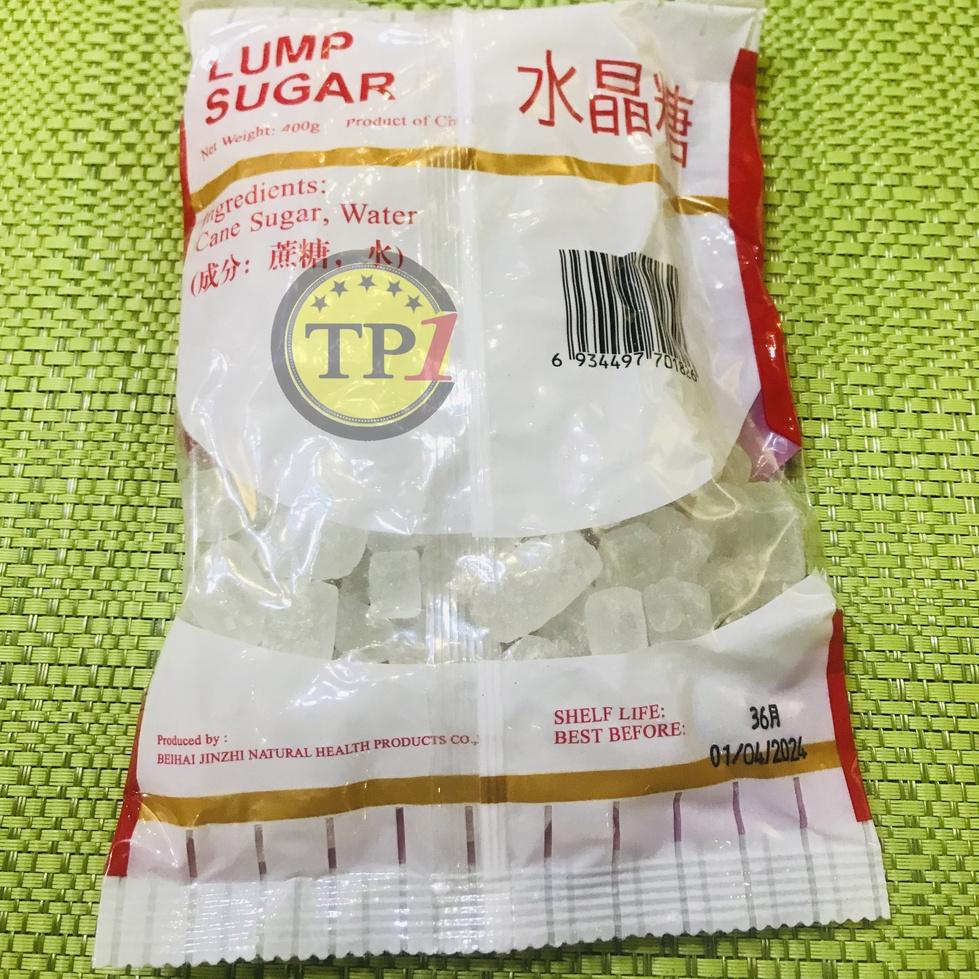 LUMP
SUGAR
水晶糖
Net Weight: 400g Product of
Ingredients:
Cane Sugar, Water
(成分：蔗糖，水)
TP1
6 934497 701826
Produced by :
BEIHAI JINZHI NATURAL HEALTH PRODUCTS CO.,
SHELF LIFE: 36月
BEST BEFORE: 01/04/2024